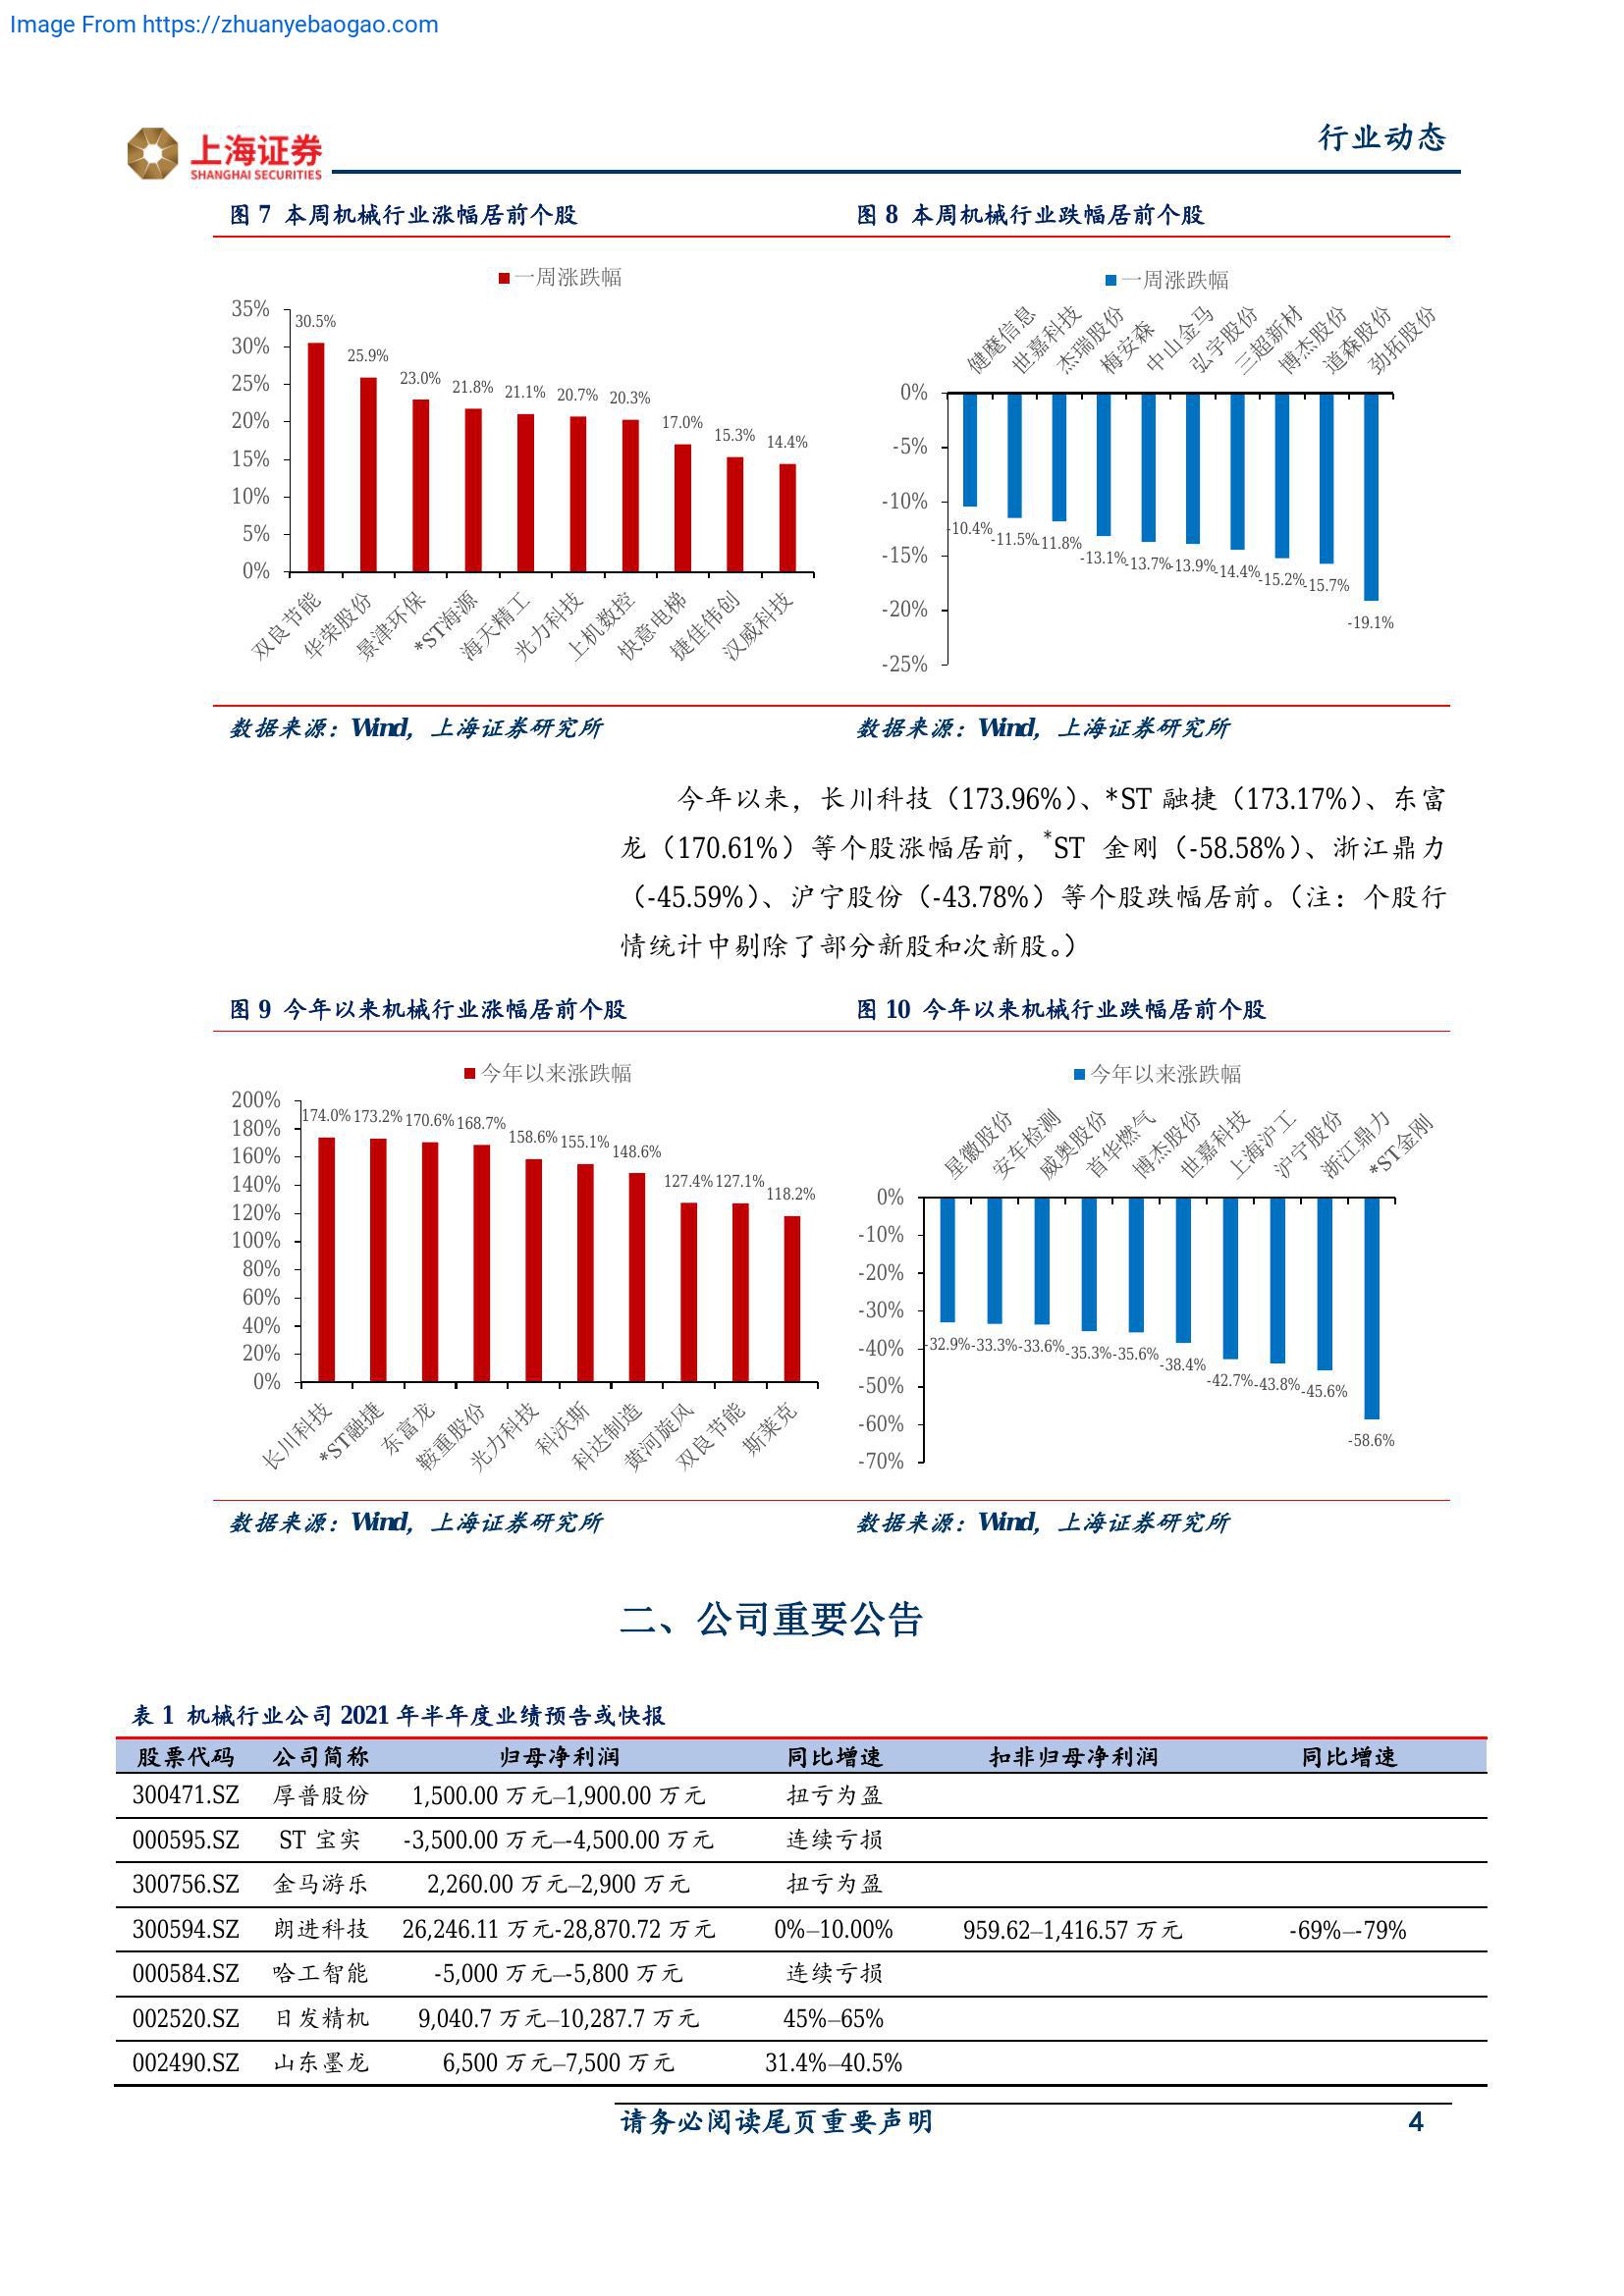 Image From https://zhuanyebaogao.com
上海证券
SHANGHAI SECURITIES
行业动态
图 7 本周机械行业涨幅居前个股
图 8 本周机械行业跌幅居前个股
一周涨跌幅
35%
30%
25%
20%
15%
10%
5%
0%
30.5%
25.9%
23.0%
21.8%
21.1%
20.7%
20.3%
17.0%
15.3%
14.4%
双良节能
华荣股份
景津环保
*ST海源
海天精工
光力科技
上机数控
快意电梯
捷佳伟创
汉威科技
一周涨跌幅
健麾信息
世嘉科技
杰瑞股份
梅安森
中山金马
弘宇股份
三超新材
博杰股份
道森股份
劲拓股份
0%
-5%
-10%
-15%
-20%
-25%
-10.4%
-11.5%
-11.8%
-13.1%
-13.7%
-13.9%
-14.4%
-15.2%
-15.7%
-19.1%
数据来源：Wind，上海证券研究所
数据来源：Wind，上海证券研究所
今年以来，长川科技（173.96%）、*ST 融捷（173.17%）、东富
龙（170.61%）等个股涨幅居前，*ST 金刚（-58.58%）、浙江鼎力
（-45.59%）、沪宁股份（-43.78%）等个股跌幅居前。（注：个股行
情统计中剔除了部分新股和次新股。）
图 9 今年以来机械行业涨幅居前个股
图 10 今年以来机械行业跌幅居前个股
今年以来涨跌幅
200%
180%
160%
140%
120%
100%
80%
60%
40%
20%
0%
174.0%
173.2%
170.6%
168.7%
158.6%
155.1%
148.6%
127.4%
127.1%
118.2%
长川科技
*ST融捷
东富龙
鞍重股份
光力科技
科沃斯
科达制造
黄河旋风
双良节能
斯莱克
今年以来涨跌幅
星徽股份
安车检测
威奥股份
首华燃气
博杰股份
世嘉科技
上海沪工
沪宁股份
浙江鼎力
*ST金刚
0%
-10%
-20%
-30%
-40%
-50%
-60%
-70%
-32.9%
-33.3%
-33.6%
-35.3%
-35.6%
-38.4%
-42.7%
-43.8%
-45.6%
-58.6%
数据来源：Wind，上海证券研究所
数据来源：Wind，上海证券研究所
二、公司重要公告
表 1 机械行业公司 2021 年半年度业绩预告或快报
股票代码 公司简称 归母净利润 同比增速 扣非归母净利润 同比增速
300471.SZ 厚普股份 1,500.00 万元–1,900.00 万元 扭亏为盈
000595.SZ ST 宝实 -3,500.00 万元–-4,500.00 万元 连续亏损
300756.SZ 金马游乐 2,260.00 万元–2,900 万元 扭亏为盈
300594.SZ 朗进科技 26,246.11 万元-28,870.72 万元 0%–10.00% 959.62–1,416.57 万元 -69%–-79%
000584.SZ 哈工智能 -5,000 万元–-5,800 万元 连续亏损
002520.SZ 日发精机 9,040.7 万元–10,287.7 万元 45%–65%
002490.SZ 山东墨龙 6,500 万元–7,500 万元 31.4%–40.5%
请务必阅读尾页重要声明
4